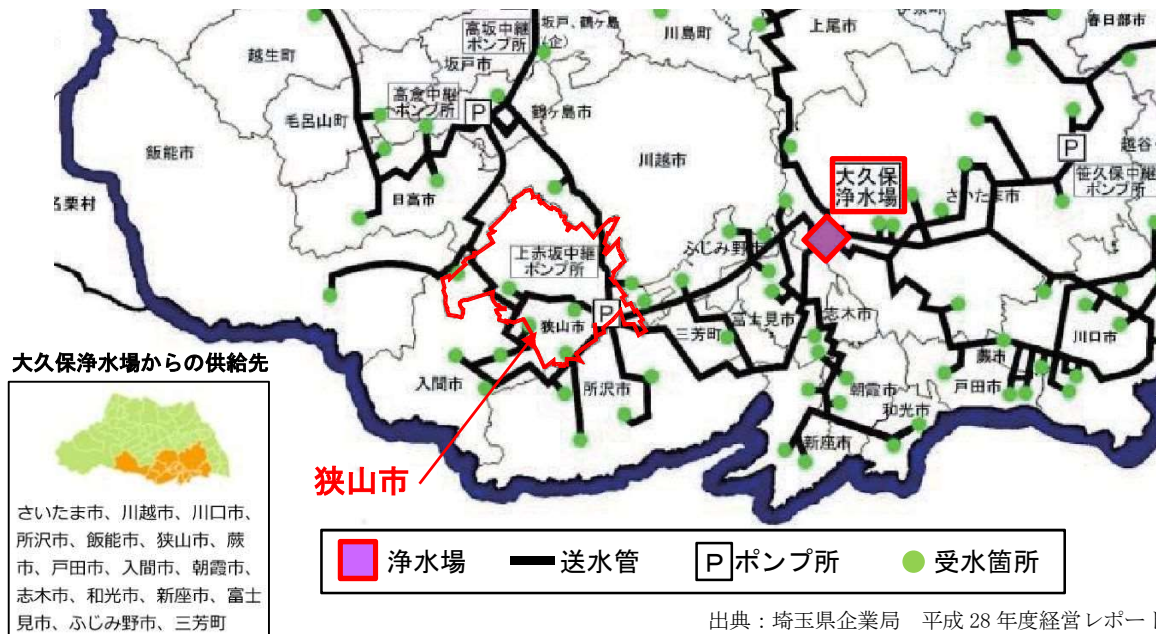 坂戸、鶴ヶ島
(企)
川島町
上尾市
春日部市
高坂中継
ポンプ所
坂戸市
越生町
高倉中継
ポンプ所
P
鶴ヶ島市
毛呂山町
飯能市
川越市
P
越谷
笹久保中継
ポンプ所
大久保
浄水場
さいたま市
名栗村
日高市
ふじみ野市
上赤坂中継
ポンプ所
P
狭山市
三芳町
富士見市
志木市
川口市
蕨市
戸田市
入間市
所沢市
朝霞市
和光市
新座市
狭山市
大久保浄水場からの供給先
さいたま市、川越市、川口市、
所沢市、飯能市、狭山市、蕨
市、戸田市、入間市、朝霞市、
志木市、和光市、新座市、富士
見市、ふじみ野市、三芳町
浄水場 送水管 P ポンプ所 受水箇所
出典：埼玉県企業局 平成 28 年度経営レポート